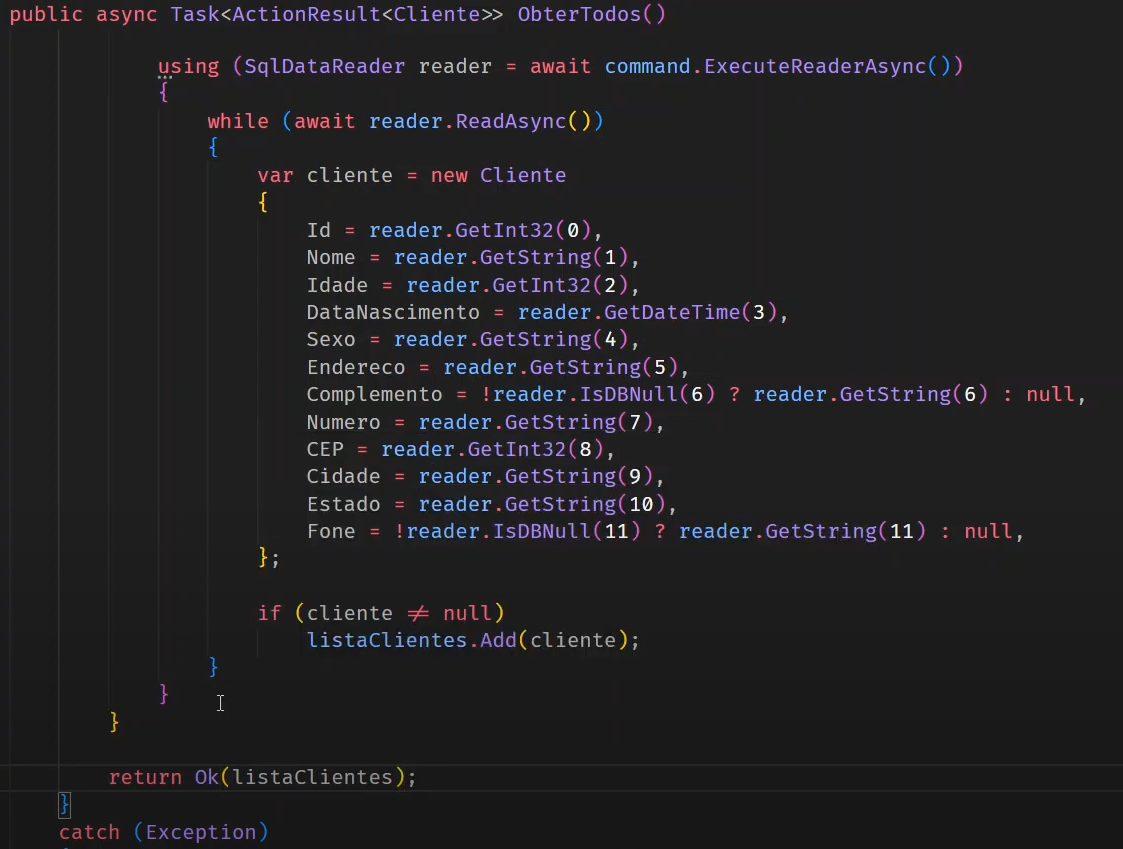 public async Task<ActionResult<Cliente>> ObterTodos()
using (SqlDataReader reader = await command.ExecuteReaderAsync())
{
while (await reader.ReadAsync())
{
var cliente = new Cliente
{
Id = reader.GetInt32(0),
Nome = reader.GetString(1),
Idade = reader.GetInt32(2),
DataNascimento = reader.GetDateTime(3),
Sexo = reader.GetString(4),
Endereco = reader.GetString(5),
Complemento = !reader.IsDBNull(6) ? reader.GetString(6) : null,
Numero = reader.GetString(7),
CEP = reader.GetInt32(8),
Cidade = reader.GetString(9),
Estado = reader.GetString(10),
Fone = !reader.IsDBNull(11) ? reader.GetString(11) : null,
};
if (cliente != null)
listaClientes.Add(cliente);
}
}
}
return Ok(listaClientes);
}
catch (Exception)